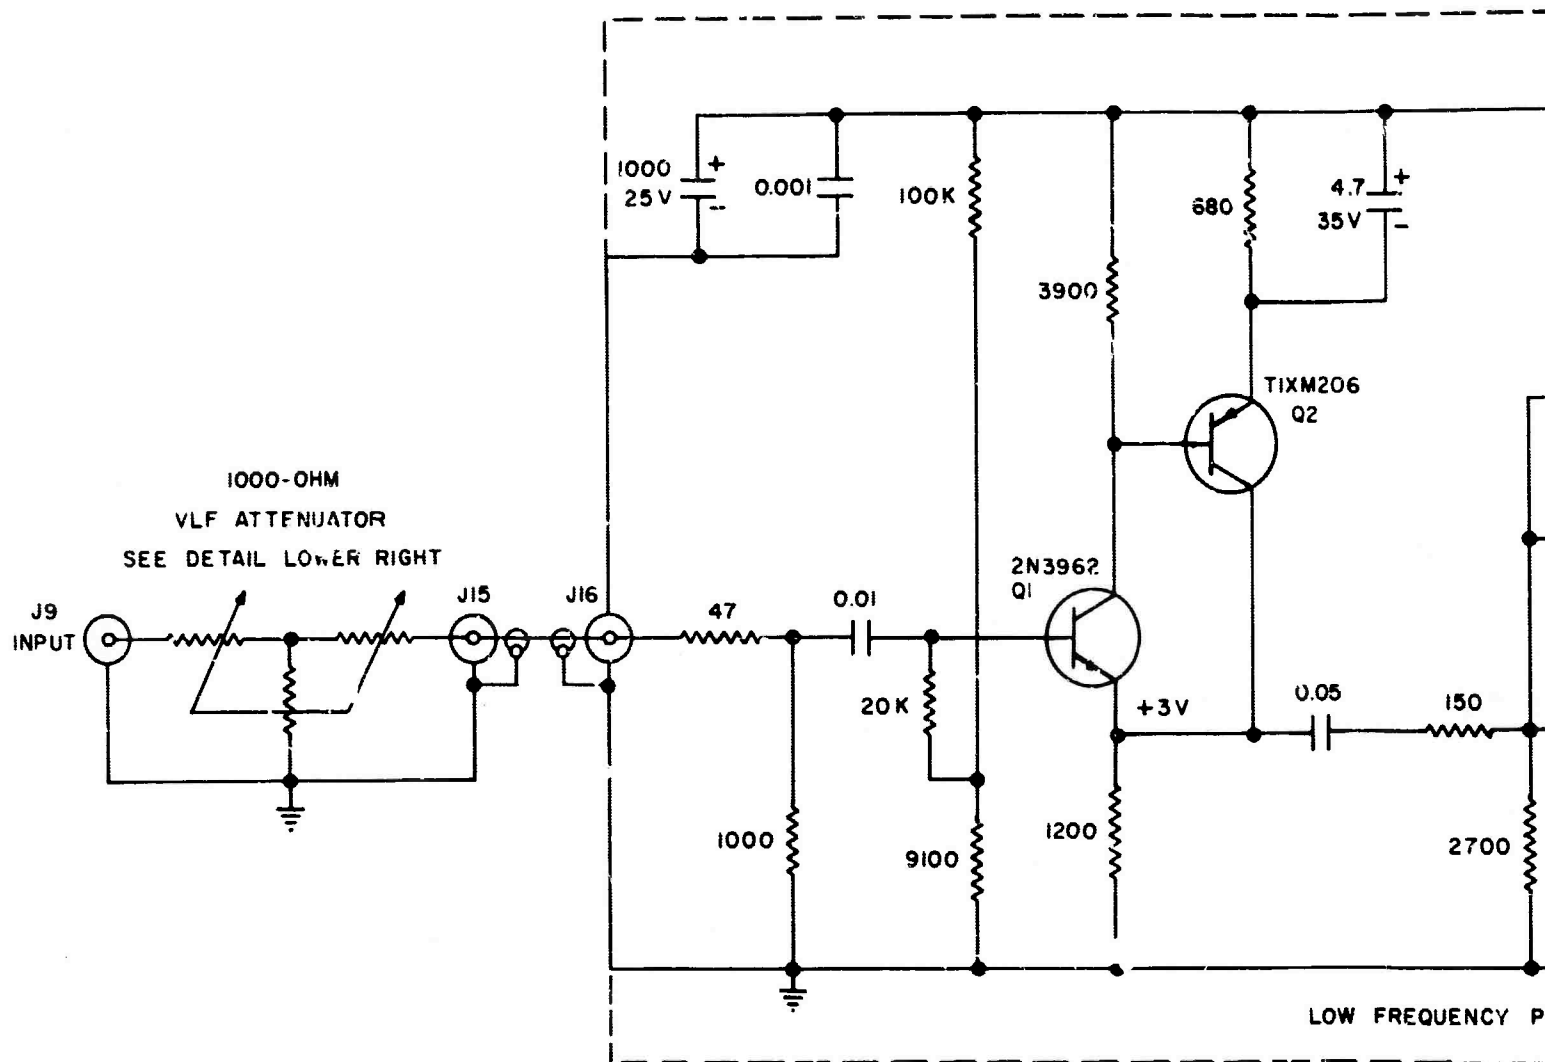 1000
25V
+
--
0.001
100K
680
4.7
35V
+
-
3900
TIXM206
Q2
1000-OHM
VLF ATTENUATOR
SEE DETAIL LOWER RIGHT
2N3962
Q1
J9
INPUT
J15
J16
47
0.01
20K
+3V
0.05
150
1000
9100
1200
2700
LOW FREQUENCY P